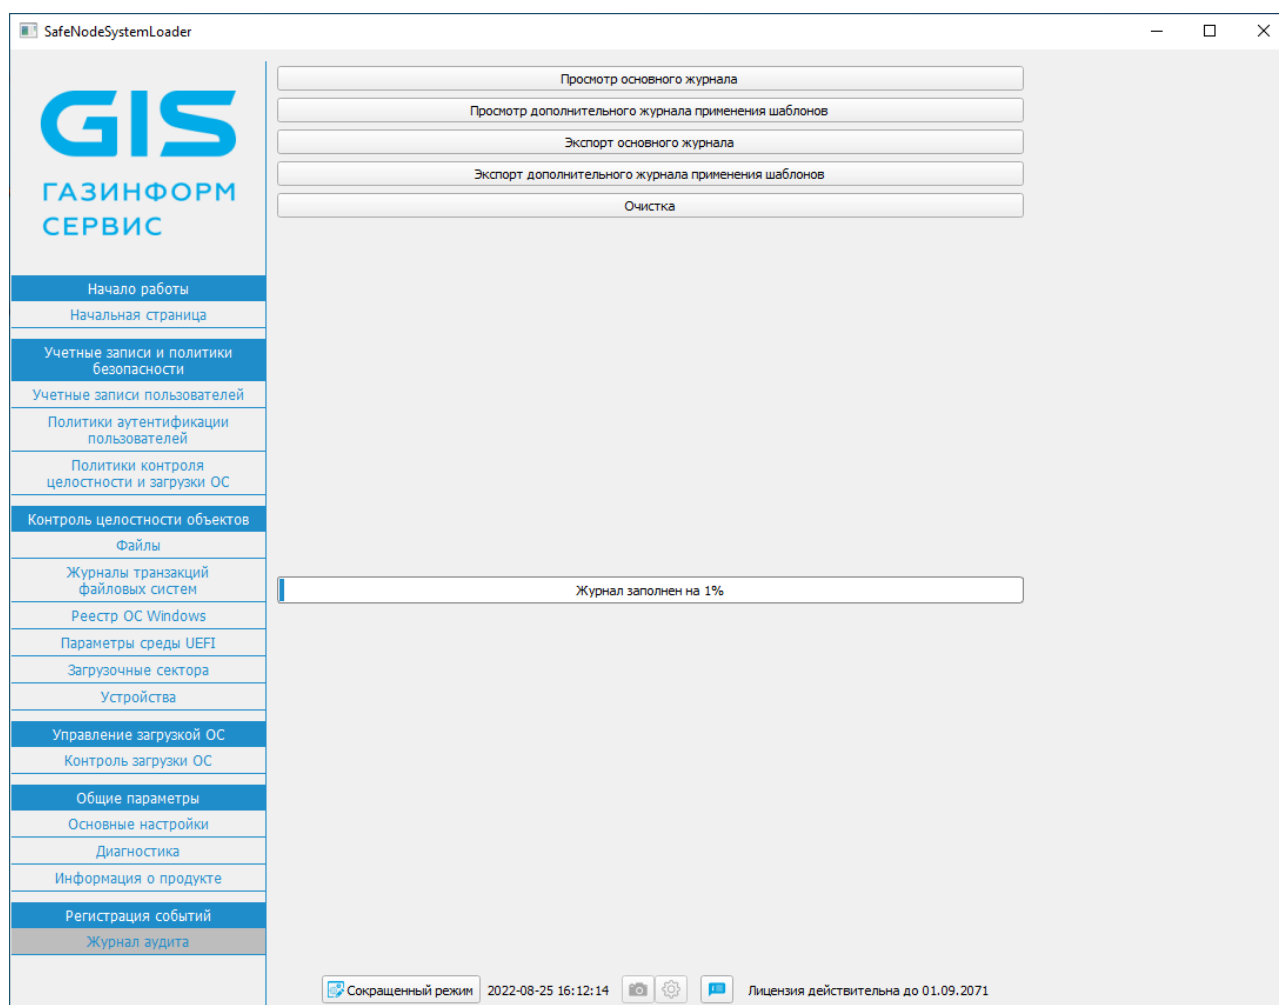 SafeNodeSystemLoader
GIS
ГАЗИНФОРМ
СЕРВИС
Начало работы
Начальная страница
Учетные записи и политики
безопасности
Учетные записи пользователей
Политики аутентификации
пользователей
Политики контроля
целостности и загрузки ОС
Контроль целостности объектов
Файлы
Журналы транзакций
файловых систем
Реестр ОС Windows
Параметры среды UEFI
Загрузочные сектора
Устройства
Управление загрузкой ОС
Контроль загрузки ОС
Общие параметры
Основные настройки
Диагностика
Информация о продукте
Регистрация событий
Журнал аудита
Просмотр основного журнала
Просмотр дополнительного журнала применения шаблонов
Экспорт основного журнала
Экспорт дополнительного журнала применения шаблонов
Очистка
Журнал заполнен на 1%
Сокращенный режим 2022-08-25 16:12:14 Лицензия действительна до 01.09.2071